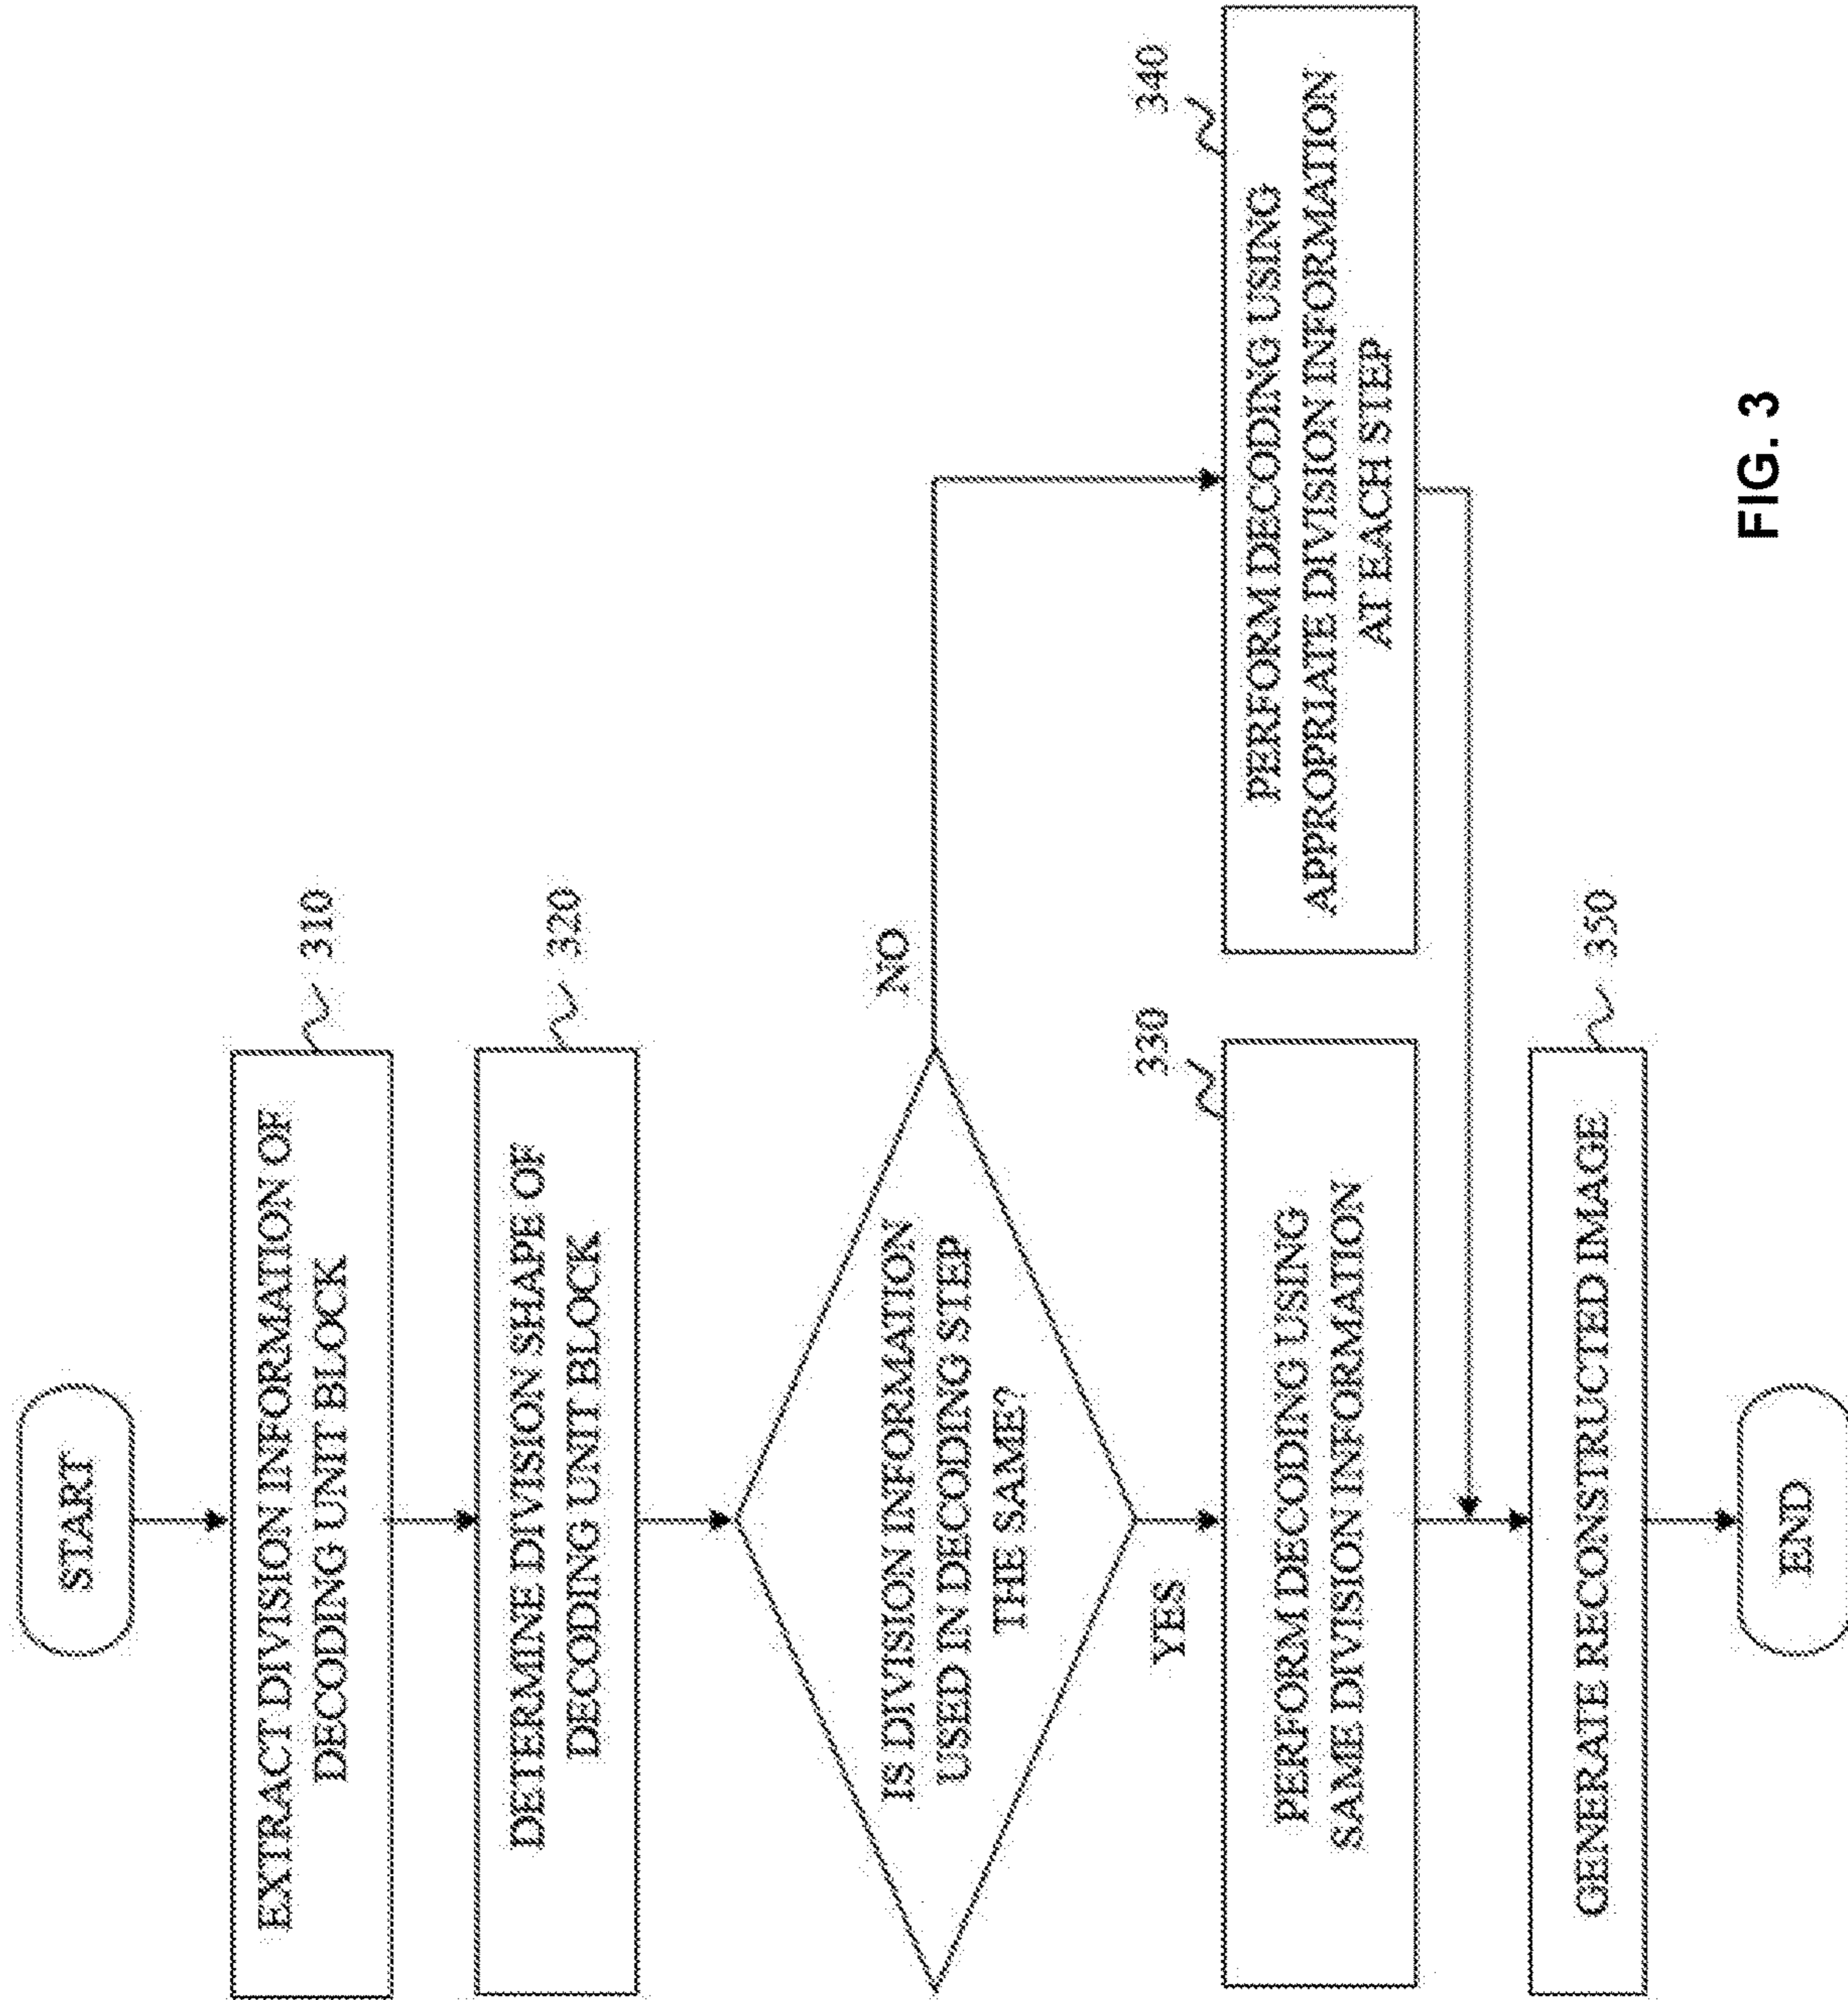 START
EXTRACT DIVISION INFORMATION OF
DECODING UNIT BLOCK
310
DETERMINE DIVISION SHAPE OF
DECODING UNIT BLOCK
320
IS DIVISION INFORMATION
USED IN DECODING STEP
THE SAME?
NO
YES
330
PERFORM DECODING USING
SAME DIVISION INFORMATION
340
PERFORM DECODING USING
APPROPRIATE DIVISION INFORMATION
AT EACH STEP
GENERATE RECONSTRUCTED IMAGE
350
END
FIG. 3